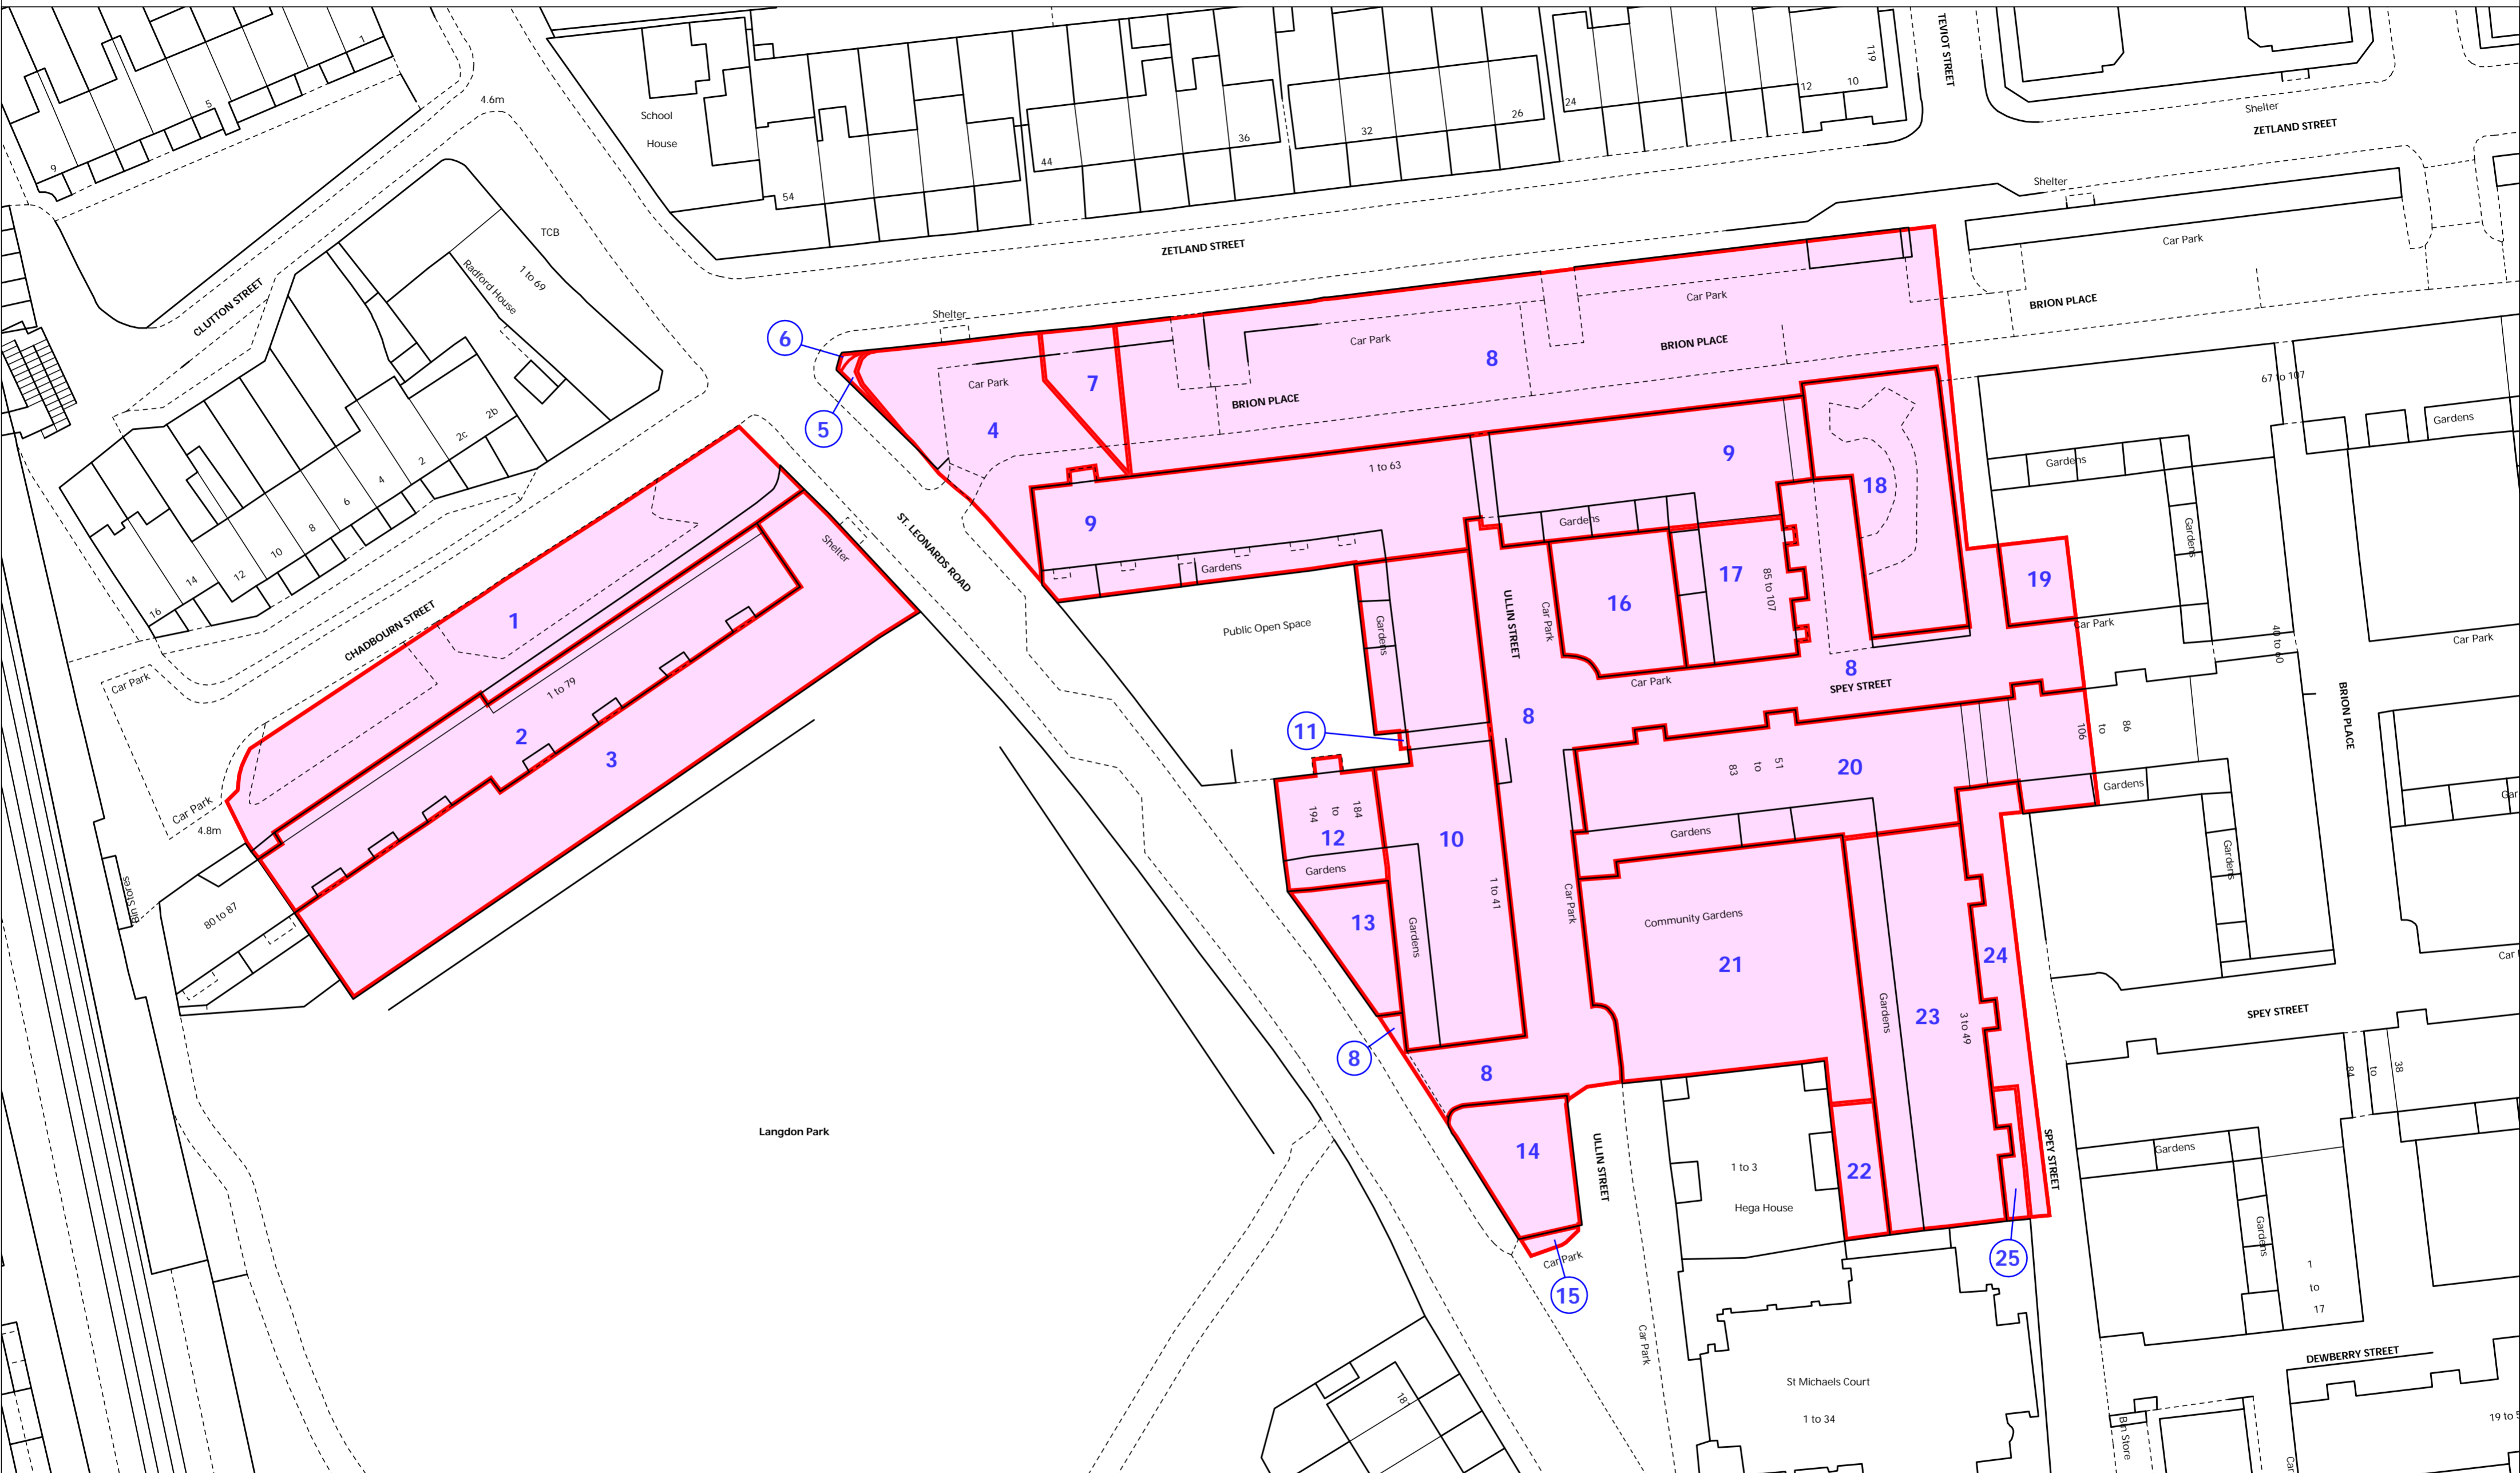 1
5
9
4.6m
School
House
54
44
36
32
26
24
12
10
119
TEVIOT STREET
Shelter
ZETLAND STREET
Shelter
Car Park
BRION PLACE
ZETLAND STREET
TCB
1 to 69
Radford House
CLUTTON STREET
2b
2c
2
4
6
8
10
12
14
16
CHADBOURN STREET
Car Park
Car Park
4.8m
Bin Stores
80 to 87
1
1 to 79
2
3
Shelter
ST. LEONARDS ROAD
Shelter
6
5
Car Park
4
7
BRION PLACE
Car Park
8
Car Park
BRION PLACE
9
1 to 63
Gardens
9
Gardens
18
Public Open Space
Gardens
ULLIN STREET
Car Park
16
17
85 to 107
19
Car Park
67 to 107
Gardens
Gardens
Gardens
Car Park
40 to 60
BRION PLACE
Car Park
8
SPEY STREET
8
11
194
to
184
12
Gardens
10
1 to 41
13
Gardens
8
8
14
15
Car Park
ULLIN STREET
83
to
51
20
Gardens
106
to
86
Gardens
Gardens
Car Park
Community Gardens
21
Gardens
23
3 to 49
24
22
25
SPEY STREET
1 to 3
Hega House
Langdon Park
SPEY STREET
84
to
38
Gardens
Gardens
1
to
17
DEWBERRY STREET
Car Park
St Michaels Court
1 to 34
Bin Store
18